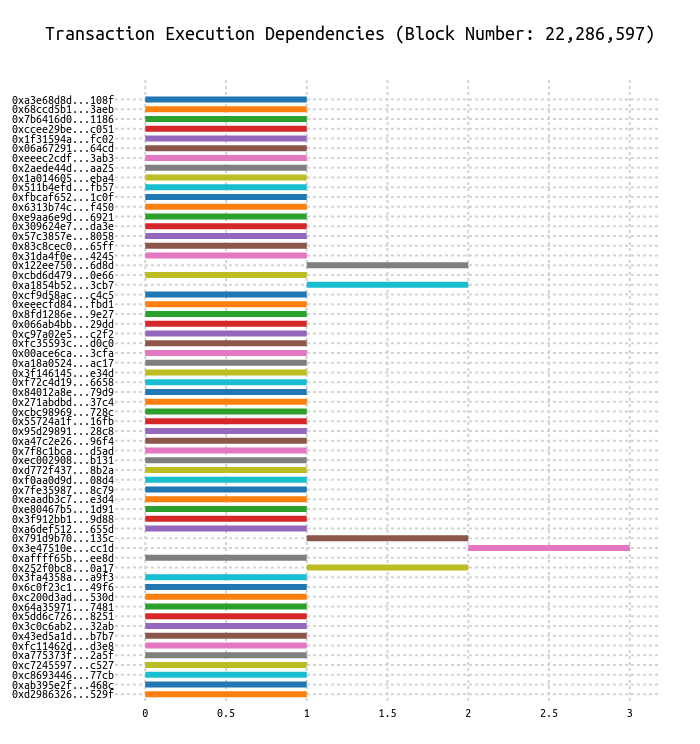 Transaction Execution Dependencies (Block Number: 22,286,597)
0xa3e68d8d...108f
0x68ccd5b1...3aeb
0x7b6416d0...1186
0xccee29be...c051
0x1f31594a...fc02
0x06a67291...64cd
0xeeec2cdf...3ab3
0x2aede44d...aa25
0x1a014605...eba4
0x511b4efd...fb57
0xfbcaf652...1c0f
0x6313b74c...f450
0xe9aa6e9d...6921
0x309624e7...da3e
0x57c3857e...8058
0x83c8cec0...65ff
0x31da4f0e...4245
0x122ee750...6d8d
0xcbd6d479...0e66
0xa1854b52...3cb7
0xcf9d58ac...c4c5
0xeeecfd84...fbd1
0x8fd1286e...9e27
0x066ab4bb...29dd
0xc97a02e5...c2f2
0xfc35593c...d0c0
0x00ace6ca...3cfa
0xa18a0524...ac17
0x3f146145...e34d
0xf72c4d19...6658
0x84012a8e...79d9
0x271abdbd...37c4
0xcbc98969...728c
0x55724a1f...16fb
0x95d29891...28c8
0xa47c2e26...96f4
0x7f8c1bca...d5ad
0xec002908...b131
0xd772f437...8b2a
0xf0aa0d9d...08d4
0x7fe35987...8c79
0xeaadb3c7...e3d4
0xe80467b5...1d91
0x3f912bb1...9d88
0xa6def512...655d
0x791d9b70...135c
0x3e47510e...cc1d
0xaffff65b...ee8d
0x252f0bc8...0a17
0x3fa4358a...a9f3
0x6c0f23c1...49f6
0xc200d3ad...530d
0x64a35971...7481
0x5dd6c726...8251
0x3c0c6ab2...32ab
0x43ed5a1d...b7b7
0xfc11462d...d3e8
0xa775373f...2a5f
0xc7245597...c527
0xc8693446...77cb
0xab395e2f...468c
0xd2986326...529f
0 0.5 1 1.5 2 2.5 3